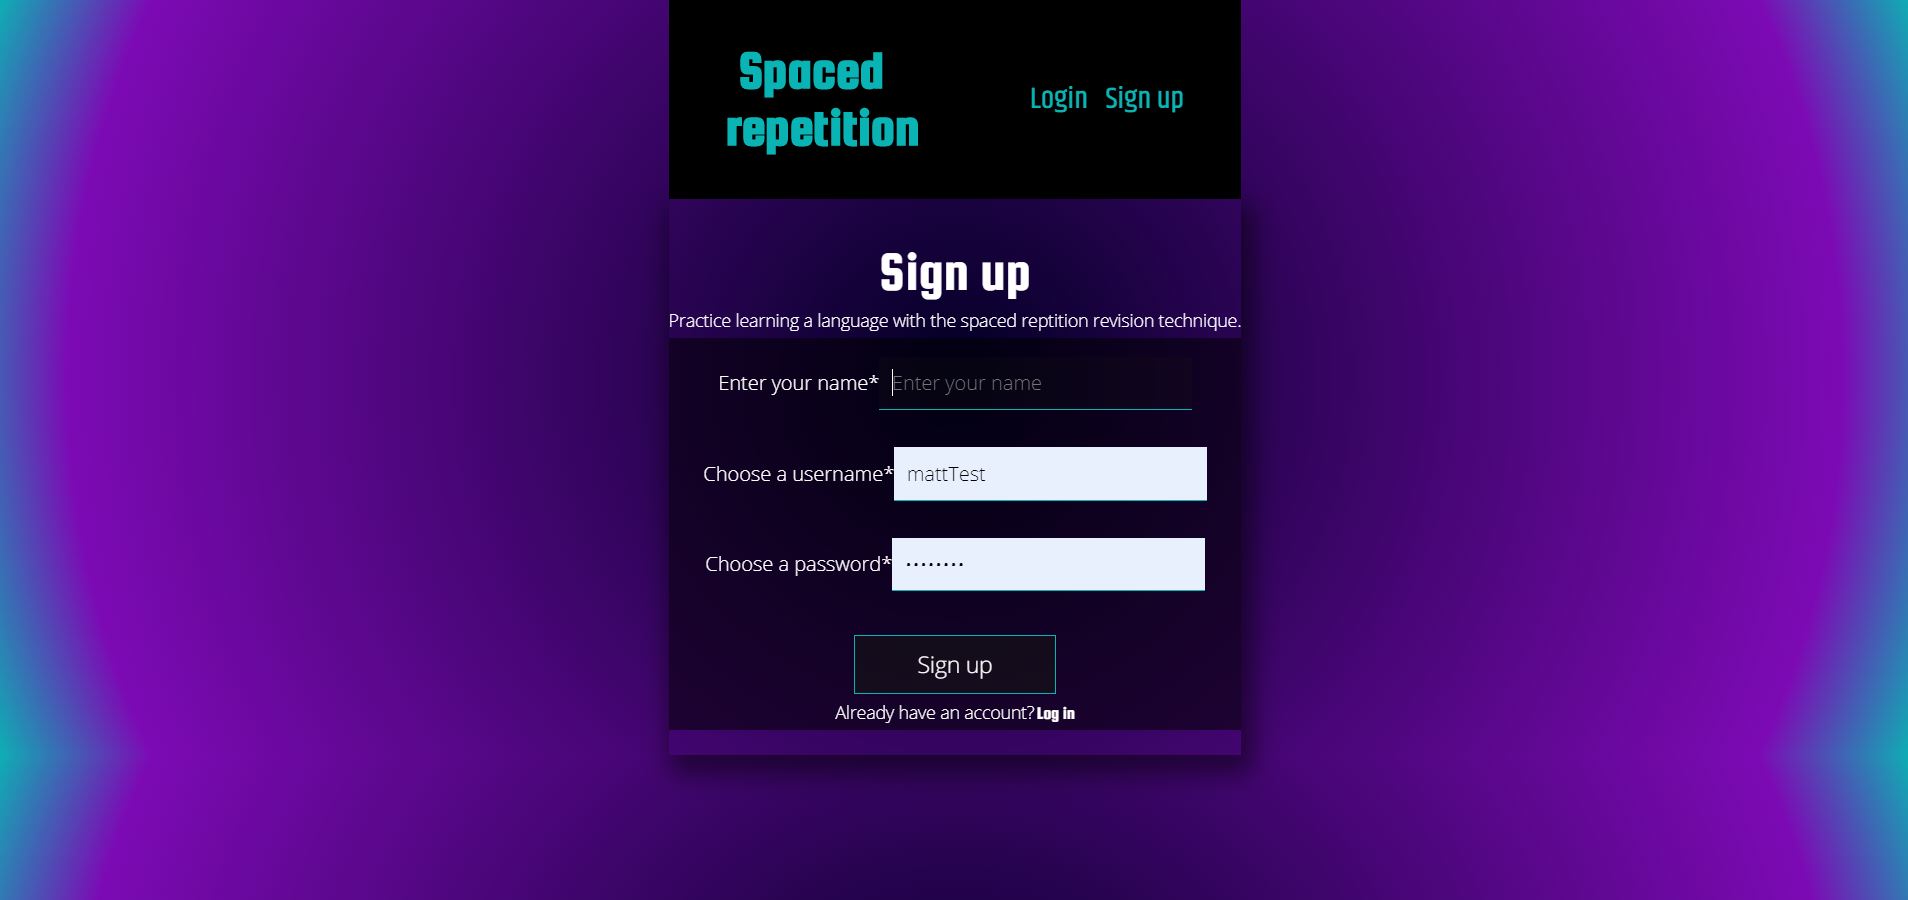 Spaced
repetition
Login Sign up
Sign up
Practice learning a language with the spaced reptition revision technique.
Enter your name* Enter your name
Choose a username* mattTest
Choose a password* ········
Sign up
Already have an account? Log in